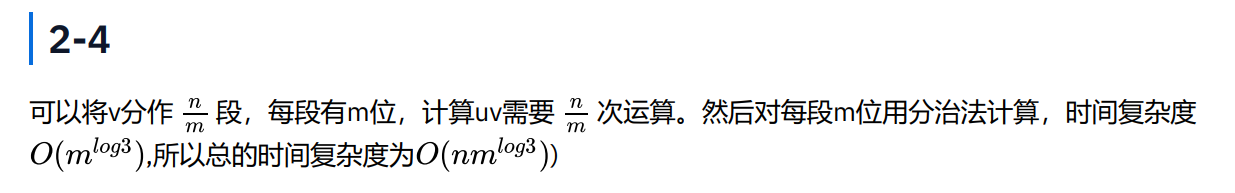 2-4
可以将v分作 $\frac{n}{m}$ 段，每段有m位，计算uv需要 $\frac{n}{m}$ 次运算。然后对每段m位用分治法计算，时间复杂度
$O(m^{log3})$,所以总的时间复杂度为$O(nm^{log3})$)